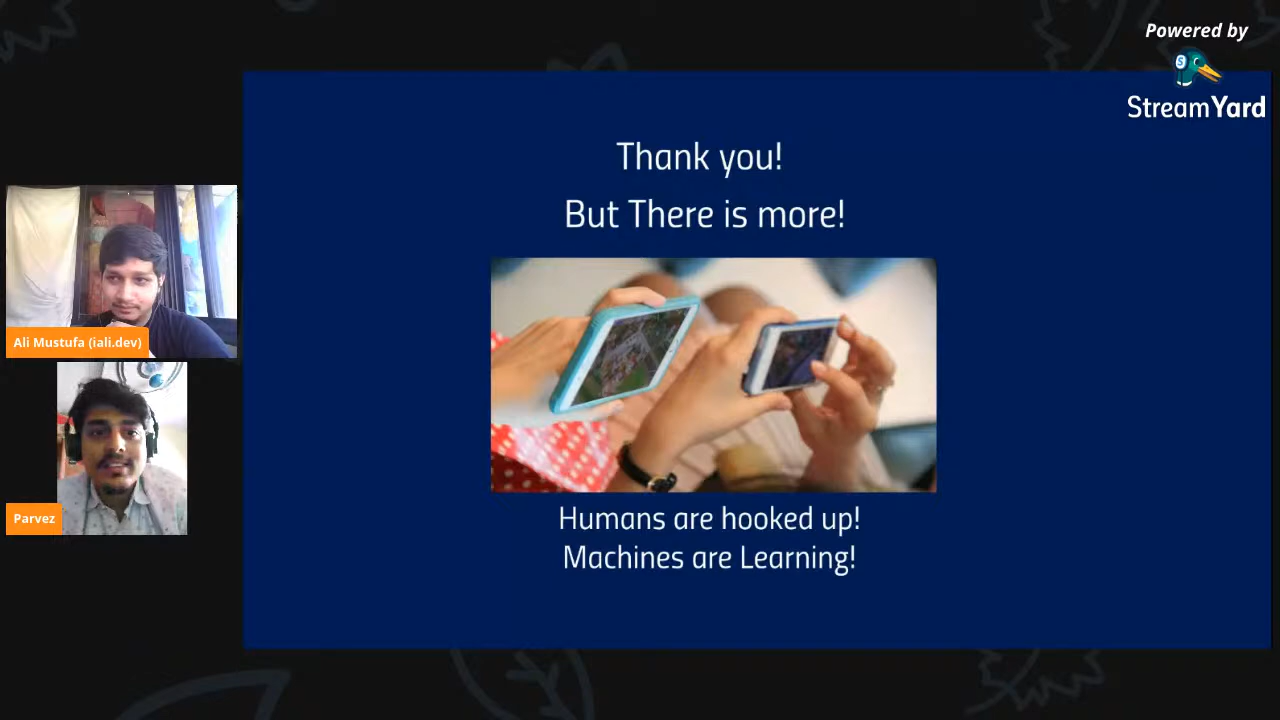 Powered by
StreamYard
Thank you!
But There is more!
Ali Mustufa (iali.dev)
Parvez
Humans are hooked up!
Machines are Learning!